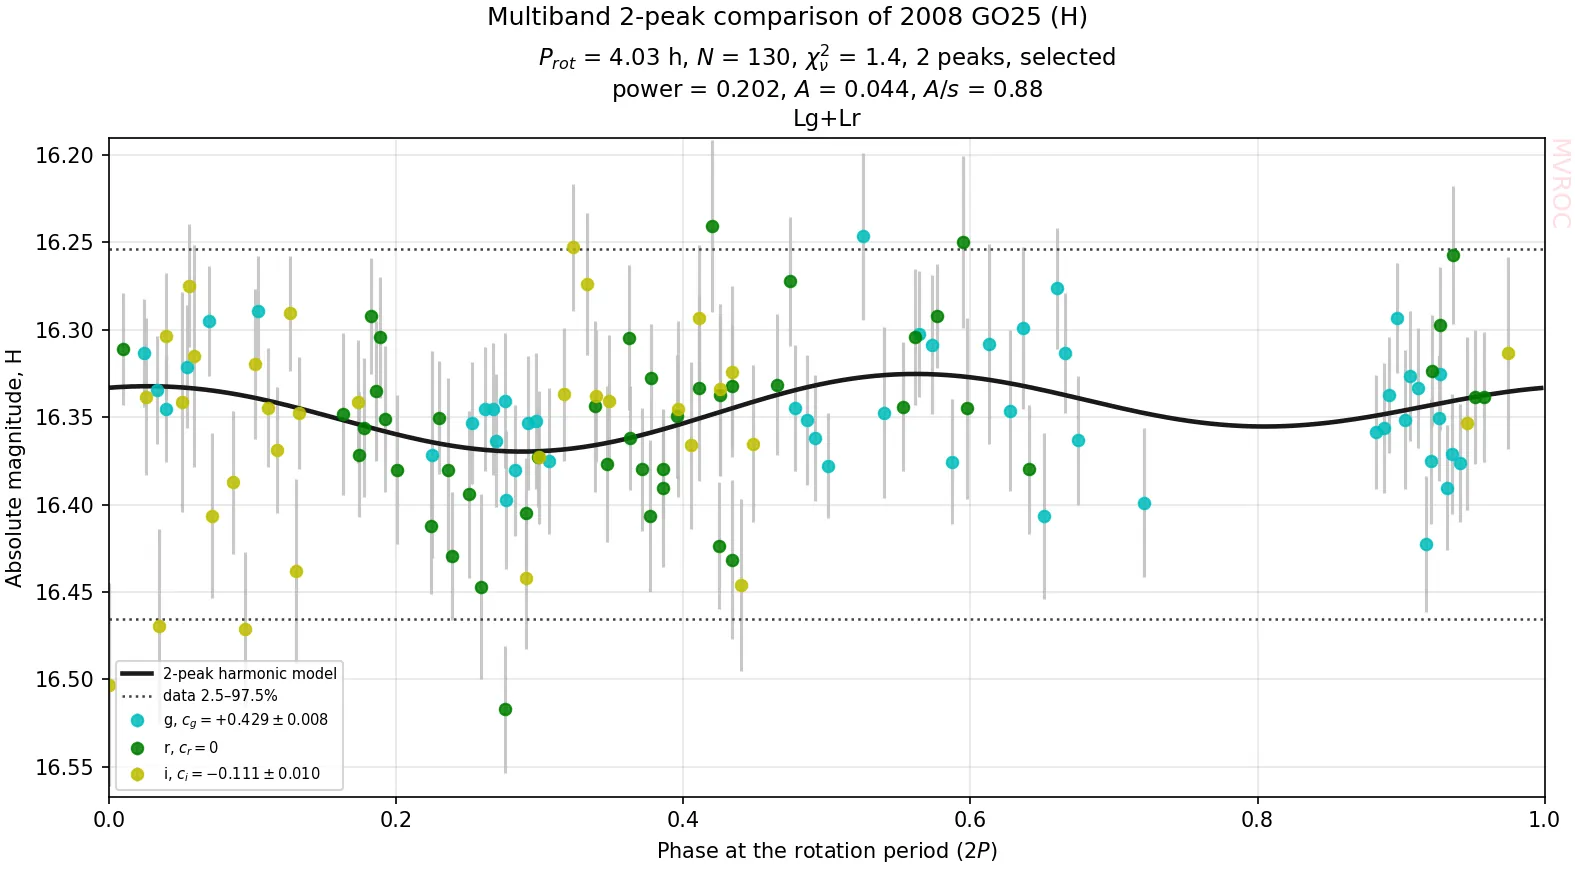 Multiband 2-peak comparison of 2008 GO25 (H)
P_rot = 4.03 h, N = 130, χ²_ν = 1.4, 2 peaks, selected
power = 0.202, A = 0.044, A/s = 0.88
Lg+Lr
MVROC
Absolute magnitude, H
16.20
16.25
16.30
16.35
16.40
16.45
16.50
16.55
2-peak harmonic model
data 2.5–97.5%
g, c_g = +0.429 ± 0.008
r, c_r = 0
i, c_i = −0.111 ± 0.010
0.0 0.2 0.4 0.6 0.8 1.0
Phase at the rotation period (2P)